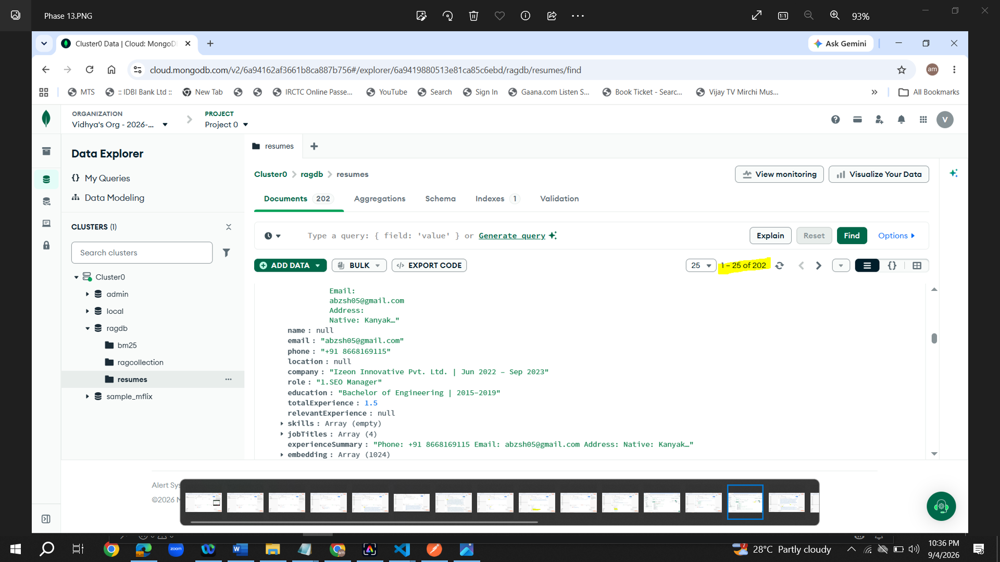 Phase 13.PNG
93%
Cluster0 Data | Cloud: MongoD
Ask Gemini
cloud.mongodb.com/v2/6a94162af3661b8ca887b756#/explorer/6a9419880513e81ca85c6ebd/ragdb/resumes/find
am
MTS
:: IDBI Bank Ltd ::
New Tab
IRCTC Online Passe...
YouTube
Search
Sign In
Gaana.com Listen S...
Book Ticket - Searc...
Vijay TV Mirchi Mus...
All Bookmarks
ORGANIZATION
Vidhya's Org - 2026-...
PROJECT
Project 0
V
Data Explorer
My Queries
Data Modeling
CLUSTERS (1)
Search clusters
Cluster0
admin
local
ragdb
bm25
ragcollection
resumes
sample_mflix
resumes
Cluster0 > ragdb > resumes
View monitoring
Visualize Your Data
Documents 202
Aggregations
Schema
Indexes 1
Validation
Type a query: { field: 'value' } or Generate query
Explain
Reset
Find
Options
ADD DATA
BULK
EXPORT CODE
25
1 – 25 of 202
Email:
abzsh05@gmail.com
Address:
Native: Kanyak…"
name : null
email : "abzsh05@gmail.com"
phone : "+91 8668169115"
location : null
company : "Izeon Innovative Pvt. Ltd. | Jun 2022 – Sep 2023"
role : "1.SEO Manager"
education : "Bachelor of Engineering | 2015–2019"
totalExperience : 1.5
relevantExperience : null
skills : Array (empty)
jobTitles : Array (4)
experienceSummary : "Phone: +91 8668169115 Email: abzsh05@gmail.com Address: Native: Kanyak…"
embedding : Array (1024)
Alert Sys
©2026 M
zoom
28°C Partly cloudy
10:36 PM
9/4/2026